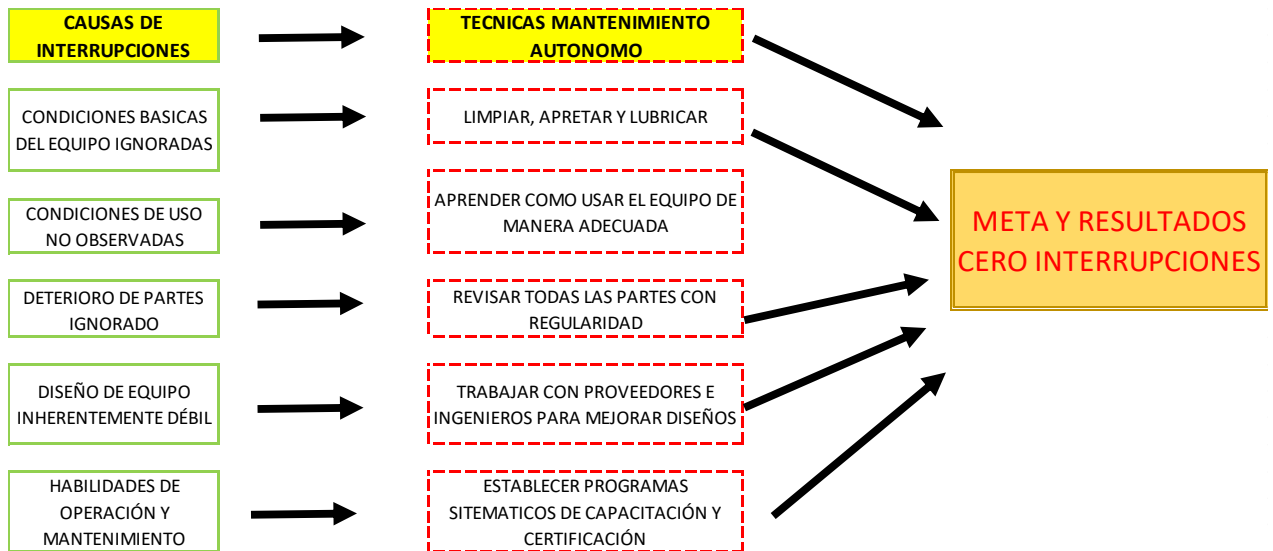 CAUSAS DE
INTERRUPCIONES
TECNICAS MANTENIMIENTO
AUTONOMO
CONDICIONES BASICAS
DEL EQUIPO IGNORADAS
LIMPIAR, APRETAR Y LUBRICAR
CONDICIONES DE USO
NO OBSERVADAS
APRENDER COMO USAR EL EQUIPO DE
MANERA ADECUADA
META Y RESULTADOS
CERO INTERRUPCIONES
DETERIORO DE PARTES
IGNORADO
REVISAR TODAS LAS PARTES CON
REGULARIDAD
DISEÑO DE EQUIPO
INHERENTEMENTE DÉBIL
TRABAJAR CON PROVEEDORES E
INGENIEROS PARA MEJORAR DISEÑOS
HABILIDADES DE
OPERACIÓN Y
MANTENIMIENTO
ESTABLECER PROGRAMAS
SITEMATICOS DE CAPACITACIÓN Y
CERTIFICACIÓN